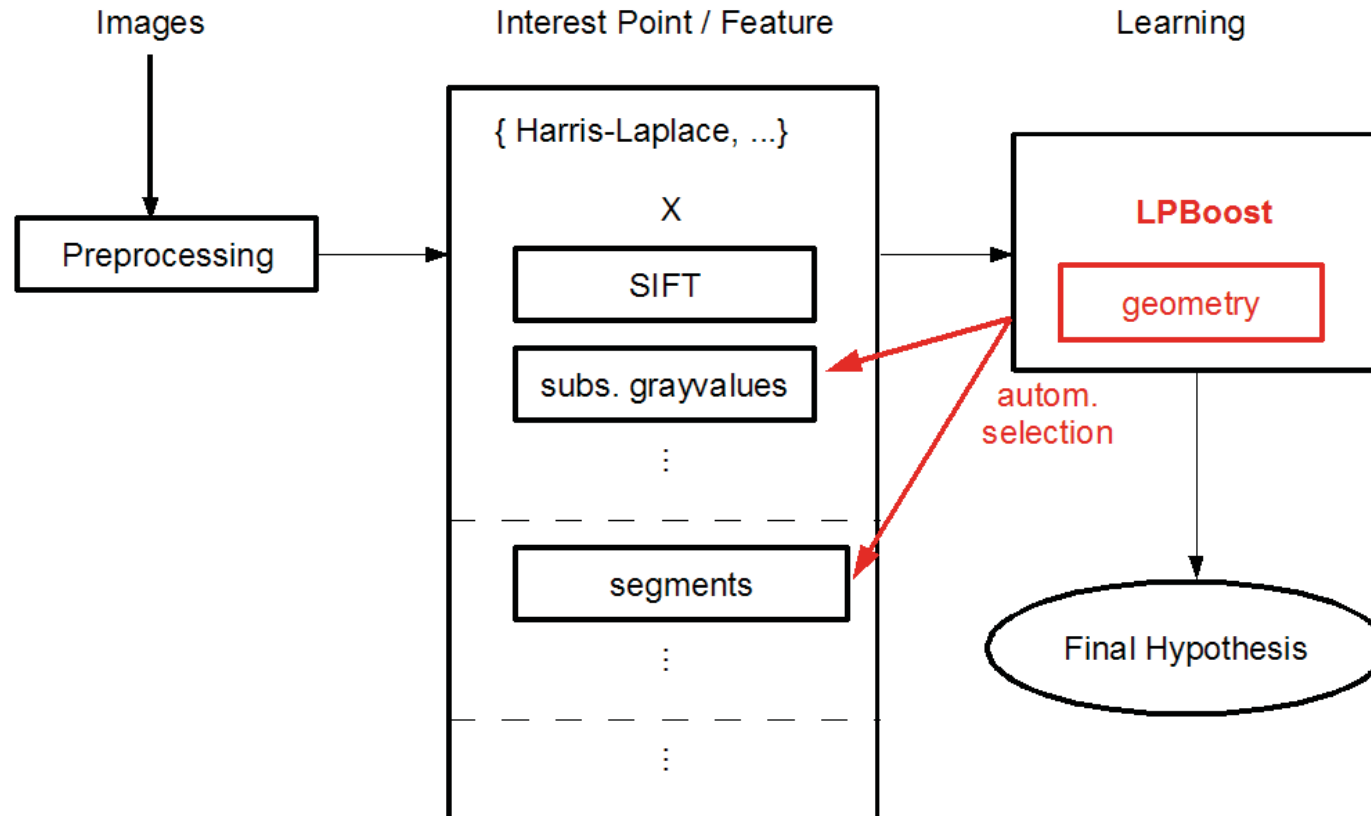 Images
Interest Point / Feature
Learning
Preprocessing
{ Harris-Laplace, ...}
X
SIFT
subs. grayvalues
⋮
segments
⋮
⋮
LPBoost
geometry
autom.
selection
Final Hypothesis